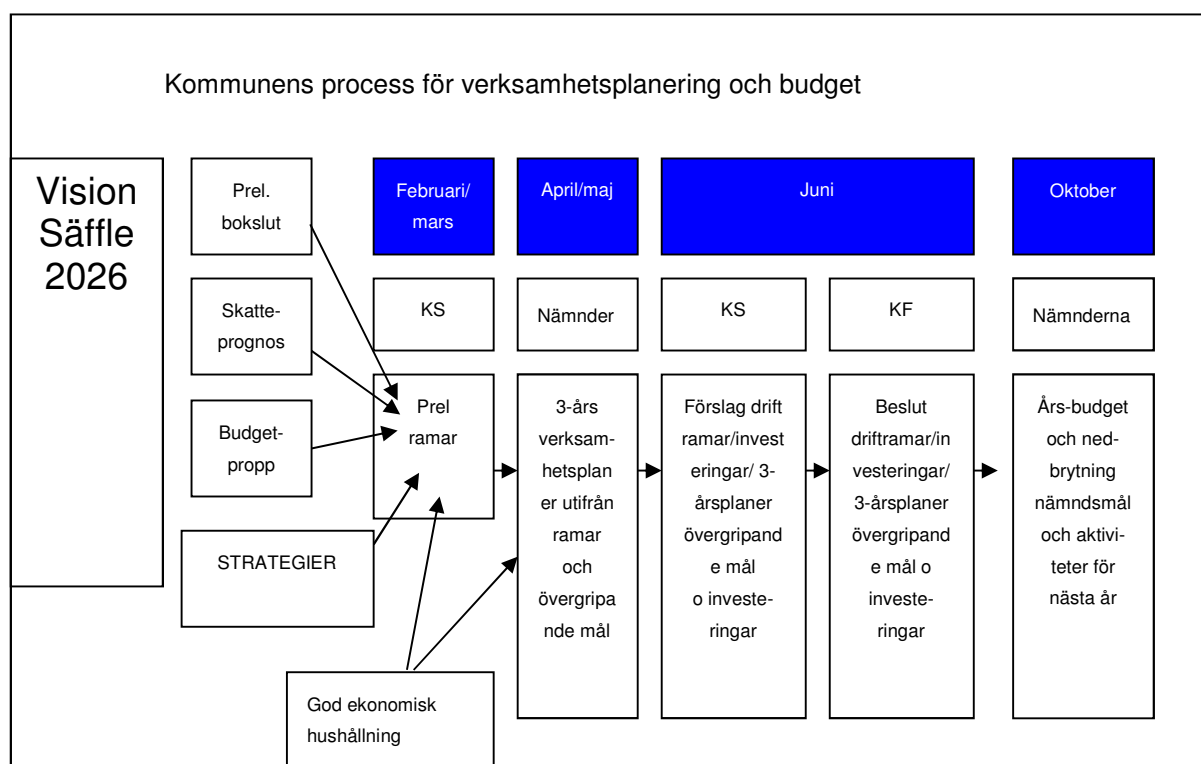 Kommunens process för verksamhetsplanering och budget
Vision
Säffle
2026
Prel.
bokslut
Skatte-
prognos
Budget-
propp
STRATEGIER
God ekonomisk
hushållning
Februari/
mars
KS
Prel
ramar
April/maj
Nämnder
3-års
verksam-
hetsplan
er utifrån
ramar
och
övergripa
nde mål
Juni
KS
Förslag drift
ramar/invest
eringar/ 3-
årsplaner
övergripand
e mål
o investe-
ringar
KF
Beslut
driftramar/in
vesteringar/
3-årsplaner
övergripand
e mål o
investe-
ringar
Oktober
Nämnderna
Års-budget
och ned-
brytning
nämndsmål
och aktivi-
teter för
nästa år